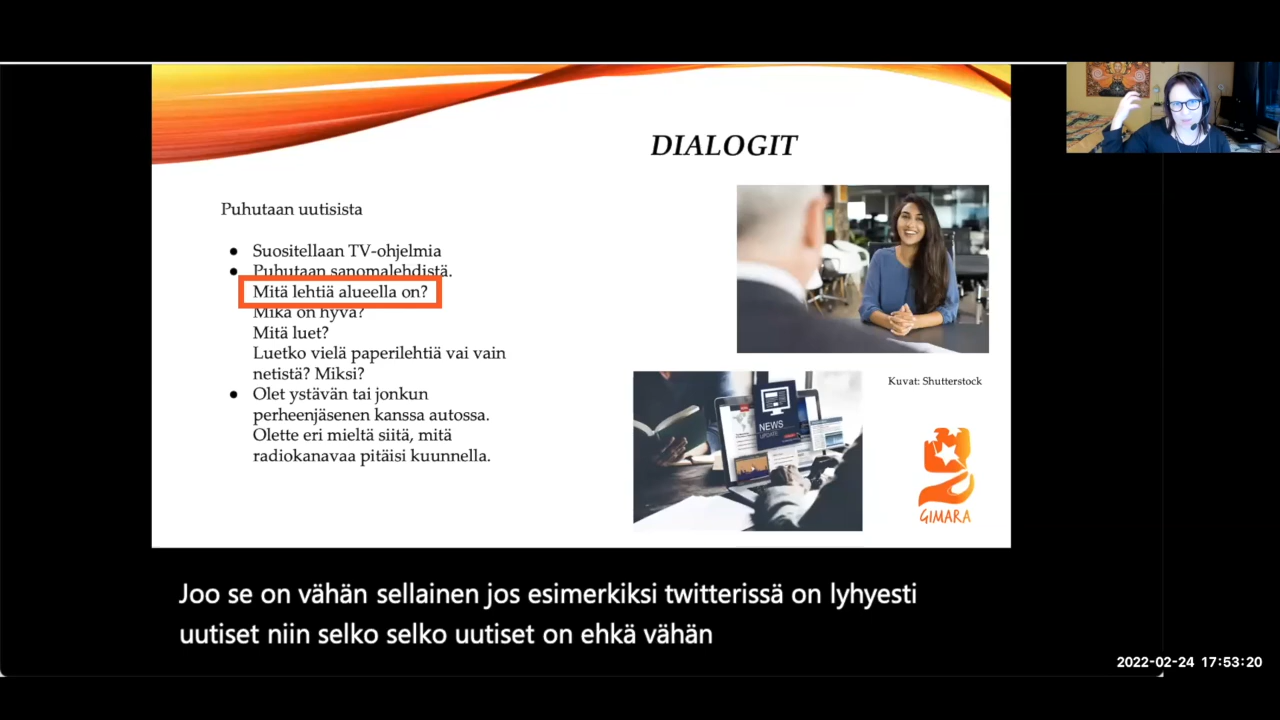 DIALOGIT
Puhutaan uutisista
● Suositellaan TV-ohjelmia
● Puhutaan sanomalehdistä.
Mitä lehtiä alueella on?
Mikä on hyvä?
Mitä luet?
Luetko vielä paperilehtiä vai vain
netistä? Miksi?
● Olet ystävän tai jonkun
perheenjäsenen kanssa autossa.
Olette eri mieltä siitä, mitä
radiokanavaa pitäisi kuunnella.
Kuvat: Shutterstock
NEWS
UPDATE
GIMARA
Joo se on vähän sellainen jos esimerkiksi twitterissä on lyhyesti
uutiset niin selko selko uutiset on ehkä vähän
2022-02-24 17:53:20